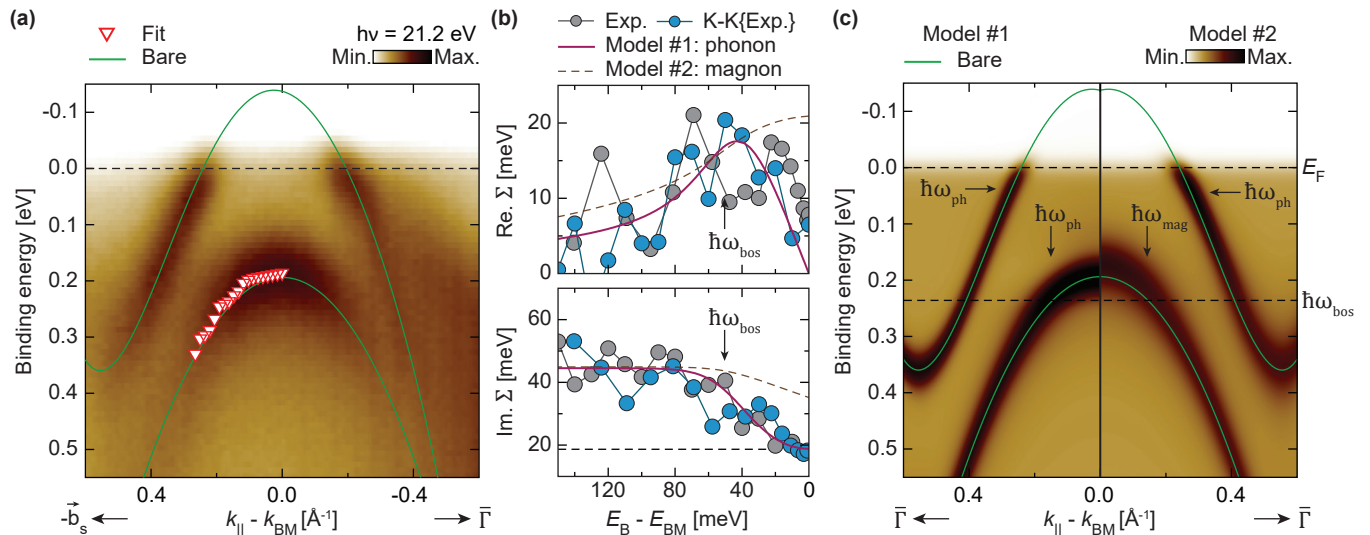 (a)
Fit
hν = 21.2 eV
Bare
Min.
Max.
-0.1
0.0
0.1
0.2
0.3
0.4
0.5
Binding energy [eV]
0.4
0.0
-0.4
-b⃗s
k|| - kBM [Å-1]
Γ̅
(b)
Exp.
K-K{Exp.}
Model #1: phonon
Model #2: magnon
20
10
0
Re. Σ [meV]
ħωbos
60
40
20
Im. Σ [meV]
ħωbos
120
80
40
0
EB - EBM
[meV]
(c)
Model #1
Model #2
Bare
Min.
Max.
-0.1
0.0
0.1
0.2
0.3
0.4
0.5
Binding energy [eV]
EF
ħωph
ħωph
ħωph
ħωmag
ħωbos
0.4
0.0
0.4
Γ̅
k|| - kBM [Å-1]
Γ̅